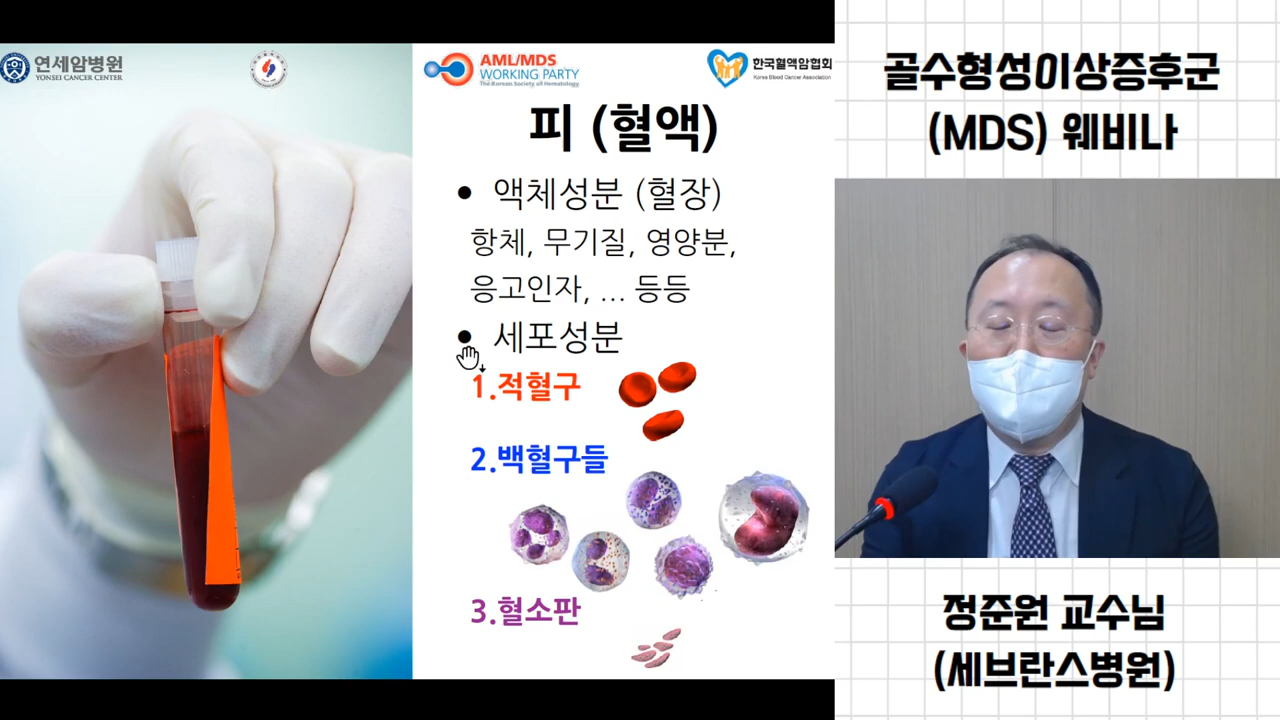 연세암병원
YONSEI CANCER CENTER
AML/MDS
WORKING PARTY
The Korean Society of Hematology
한국혈액암협회
Korea Blood Cancer Association
피 (혈액)
• 액체성분 (혈장)
항체, 무기질, 영양분,
응고인자, ... 등등
• 세포성분
1.적혈구
2.백혈구들
3.혈소판
골수형성이상증후군
(MDS) 웨비나
정준원 교수님
(세브란스병원)